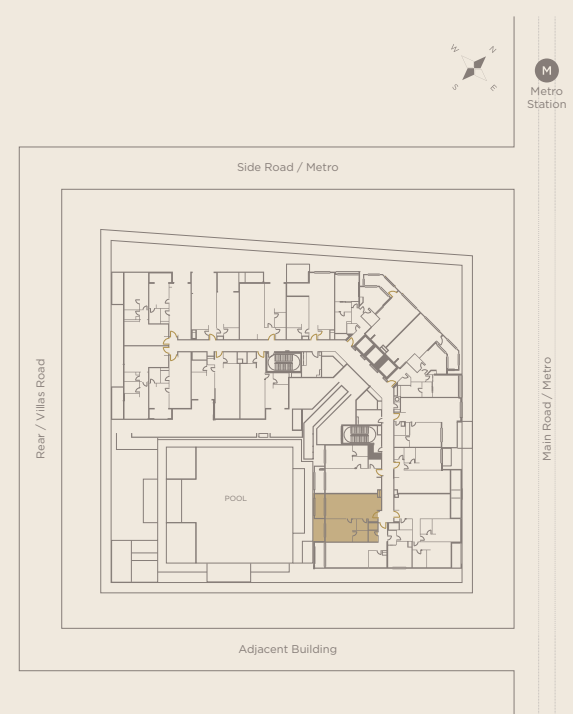 W
N
S
E
M
Metro
Station
Side Road / Metro
Rear / Villas Road
Main Road / Metro
POOL
Adjacent Building